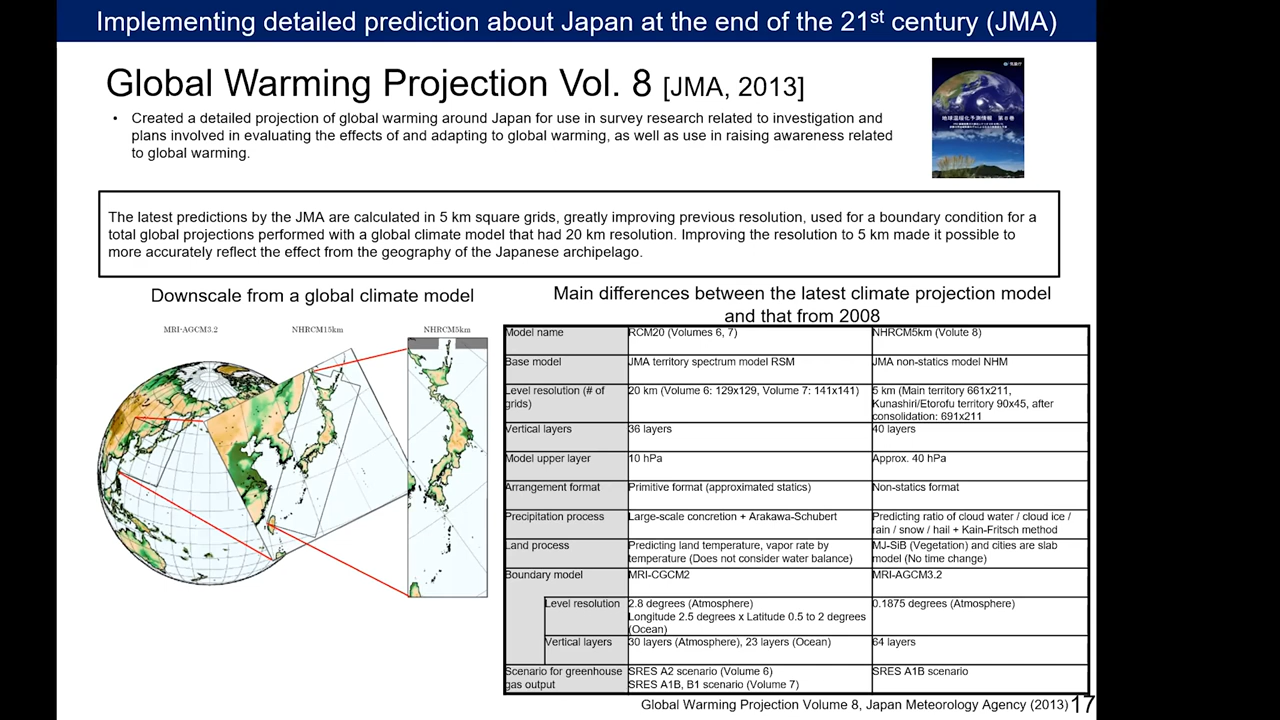 Implementing detailed prediction about Japan at the end of the 21st century (JMA)
Global Warming Projection Vol. 8 [JMA, 2013]
• Created a detailed projection of global warming around Japan for use in survey research related to investigation and
plans involved in evaluating the effects of and adapting to global warming, as well as use in raising awareness related
to global warming.
地球温暖化予測情報 第8巻
The latest predictions by the JMA are calculated in 5 km square grids, greatly improving previous resolution, used for a boundary condition for a
total global projections performed with a global climate model that had 20 km resolution. Improving the resolution to 5 km made it possible to
more accurately reflect the effect from the geography of the Japanese archipelago.
Downscale from a global climate model
MRI-AGCM3.2 NHRCM15km NHRCM5km
Main differences between the latest climate projection model
and that from 2008
Model name RCM20 (Volumes 6, 7) NHRCM5km (Volute 8)
Base model JMA territory spectrum model RSM JMA non-statics model NHM
Level resolution (# of 20 km (Volume 6: 129x129, Volume 7: 141x141) 5 km (Main territory 661x211,
grids) Kunashiri/Etorofu territory 90x45, after
consolidation: 691x211
Vertical layers 36 layers 40 layers
Model upper layer 10 hPa Approx. 40 hPa
Arrangement format Primitive format (approximated statics) Non-statics format
Precipitation process Large-scale concretion + Arakawa-Schubert Predicting ratio of cloud water / cloud ice /
rain / snow / hail + Kain-Fritsch method
Land process Predicting land temperature, vapor rate by MJ-SiB (Vegetation) and cities are slab
temperature (Does not consider water balance) model (No time change)
Boundary model MRI-CGCM2 MRI-AGCM3.2
Level resolution 2.8 degrees (Atmosphere) 0.1875 degrees (Atmosphere)
Longitude 2.5 degrees x Latitude 0.5 to 2 degrees
(Ocean)
Vertical layers 30 layers (Atmosphere), 23 layers (Ocean) 64 layers
Scenario for greenhouse SRES A2 scenario (Volume 6) SRES A1B scenario
gas output SRES A1B, B1 scenario (Volume 7)
Global Warming Projection Volume 8, Japan Meteorology Agency (2013) 17